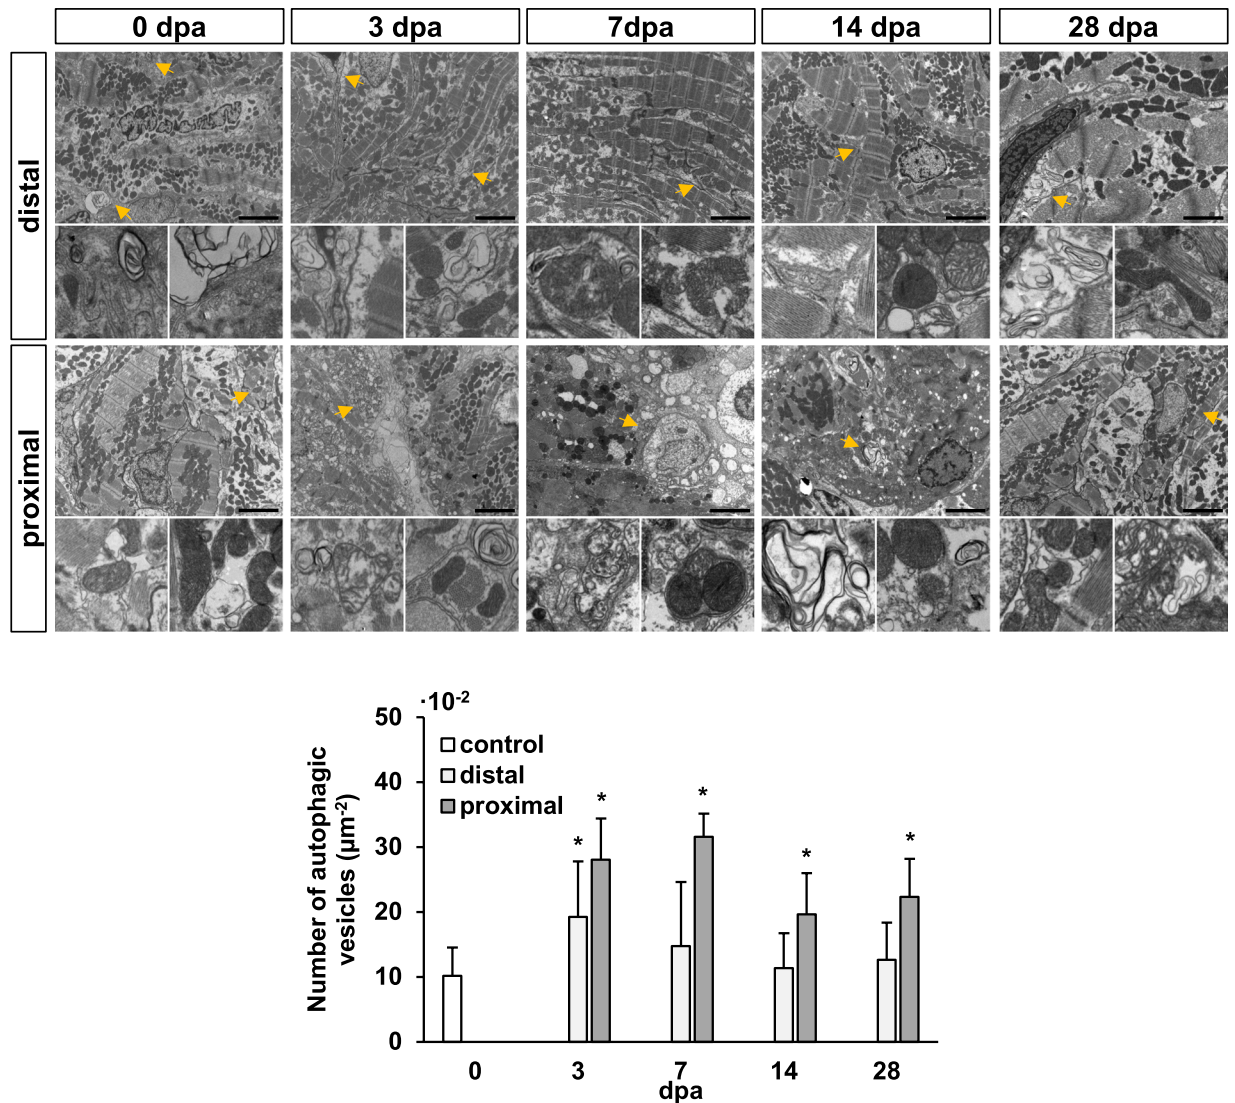 0 dpa
3 dpa
7dpa
14 dpa
28 dpa
distal
proximal
·10-2
50
40
30
20
10
0
Number of autophagic
vesicles (µm-2)
control
distal
proximal
* * * * *
0 3 7 14 28
dpa